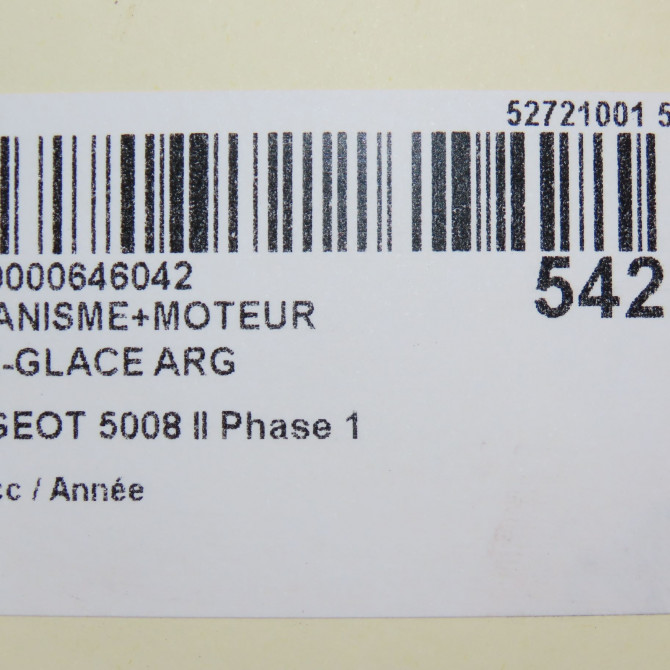 52721001 5
0000646042
542
ANISME+MOTEUR
-GLACE ARG
GEOT 5008 II Phase 1
cc / Année